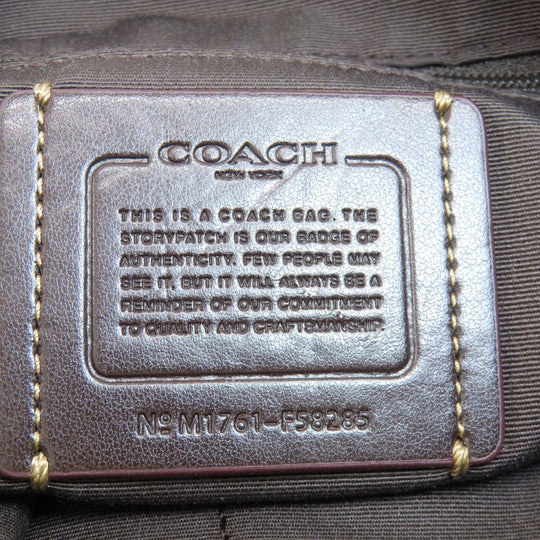 COACH
NEW YORK
THIS IS A COACH BAG. THE
STORYPATCH IS OUR BADGE OF
AUTHENTICITY. FEW PEOPLE MAY
SEE IT, BUT IT WILL ALWAYS BE A
REMINDER OF OUR COMMITMENT
TO QUALITY AND CRAFTSMANSHIP.
Nº M1761-F58285